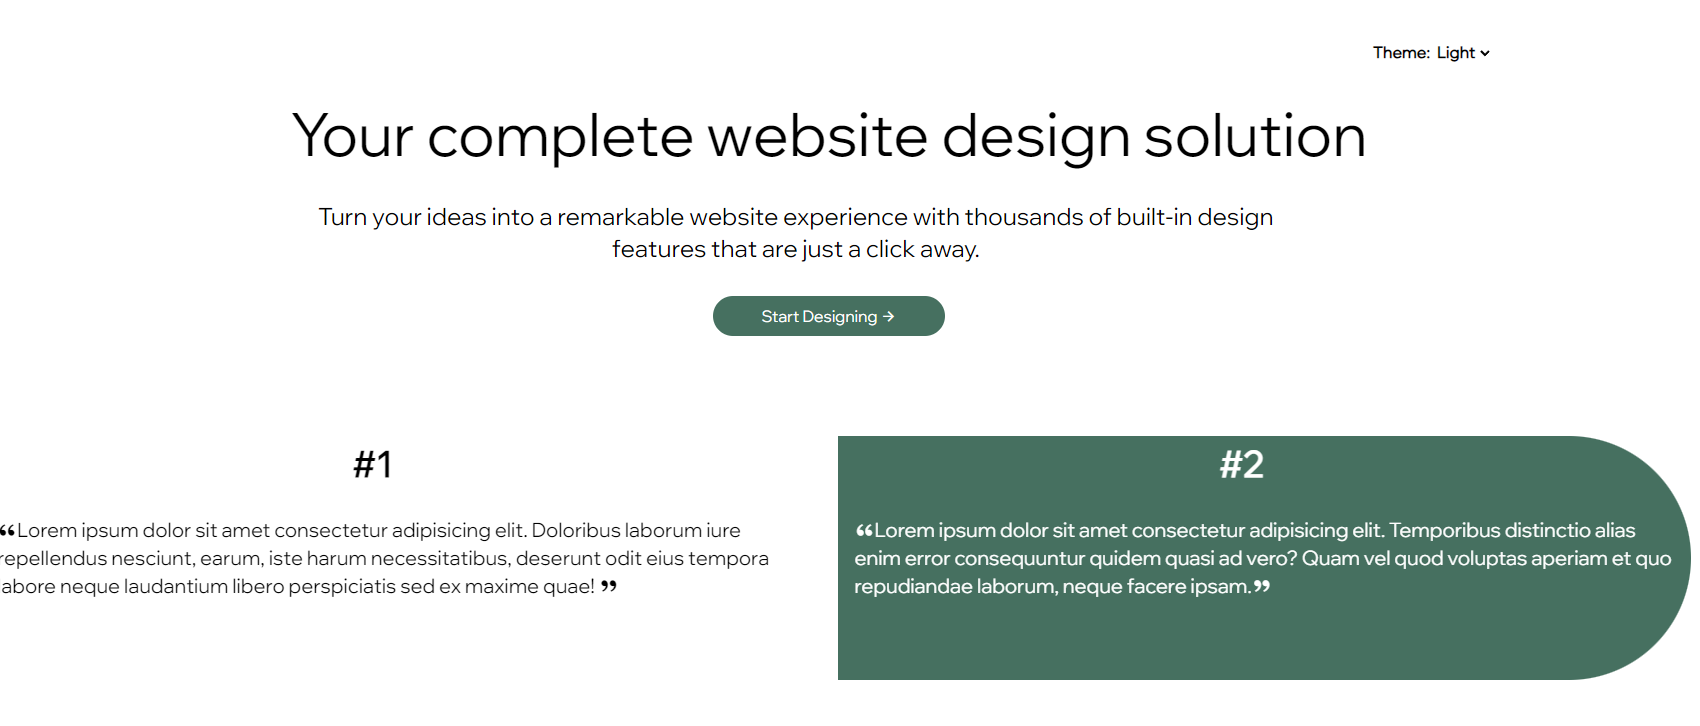 Theme: Light
Your complete website design solution
Turn your ideas into a remarkable website experience with thousands of built-in design
features that are just a click away.
Start Designing →
#1
“Lorem ipsum dolor sit amet consectetur adipisicing elit. Doloribus laborum iure
repellendus nesciunt, earum, iste harum necessitatibus, deserunt odit eius tempora
labore neque laudantium libero perspiciatis sed ex maxime quae! ”
#2
“Lorem ipsum dolor sit amet consectetur adipisicing elit. Temporibus distinctio alias
enim error consequuntur quidem quasi ad vero? Quam vel quod voluptas aperiam et quo
repudiandae laborum, neque facere ipsam.”